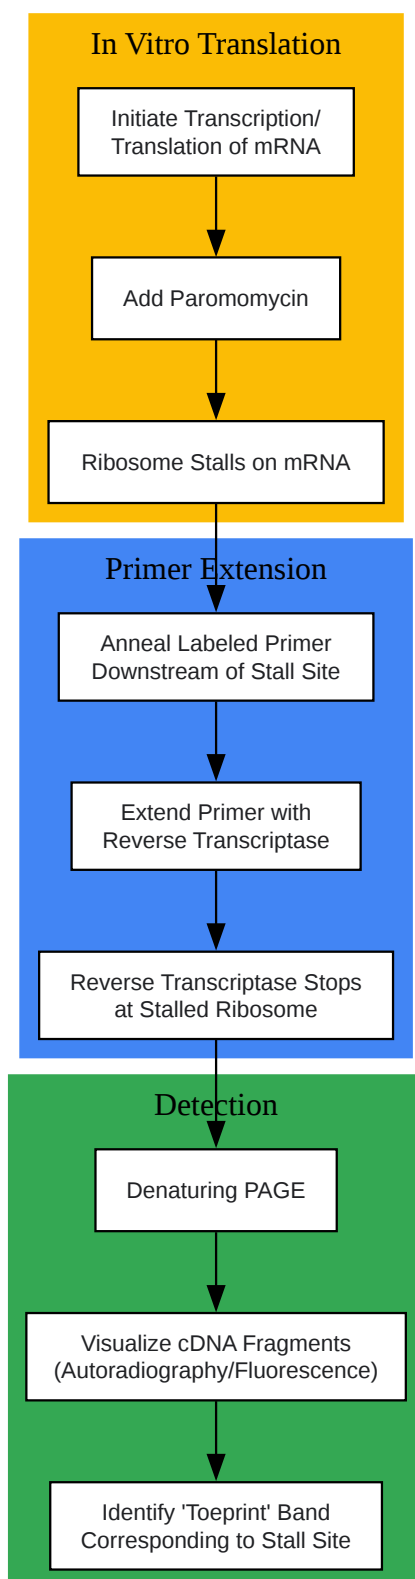 In Vitro Translation
Initiate Transcription/
Translation of mRNA
Add Paromomycin
Ribosome Stalls on mRNA
Primer Extension
Anneal Labeled Primer
Downstream of Stall Site
Extend Primer with
Reverse Transcriptase
Reverse Transcriptase Stops
at Stalled Ribosome
Detection
Denaturing PAGE
Visualize cDNA Fragments
(Autoradiography/Fluorescence)
Identify 'Toeprint' Band
Corresponding to Stall Site